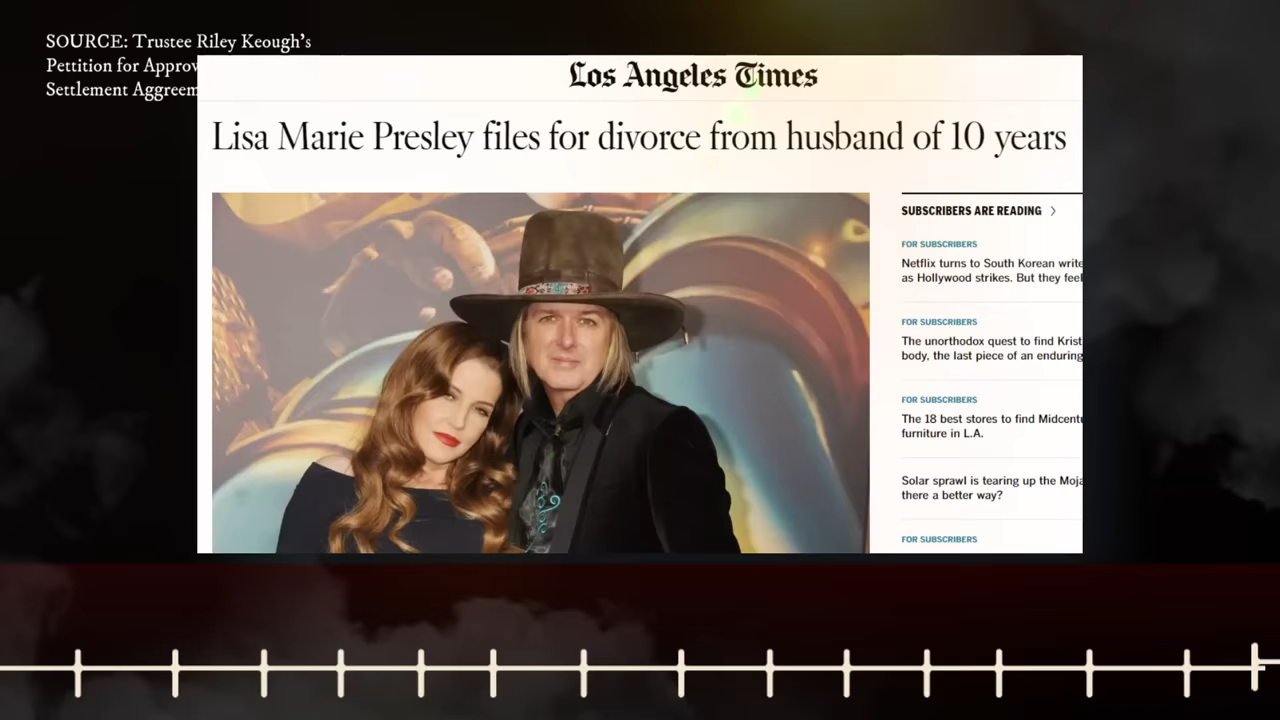 SOURCE: Trustee Riley Keough's
Pettition for Approv
Settlement Aggreem
Los Angeles Times
Lisa Marie Presley files for divorce from husband of 10 years
SUBSCRIBERS ARE READING >
FOR SUBSCRIBERS
Netflix turns to South Korean write
as Hollywood strikes. But they feel
FOR SUBSCRIBERS
The unorthodox quest to find Krist
body, the last piece of an enduring
FOR SUBSCRIBERS
The 18 best stores to find Midcent
furniture in L.A.
Solar sprawl is tearing up the Moja
there a better way?
FOR SUBSCRIBERS